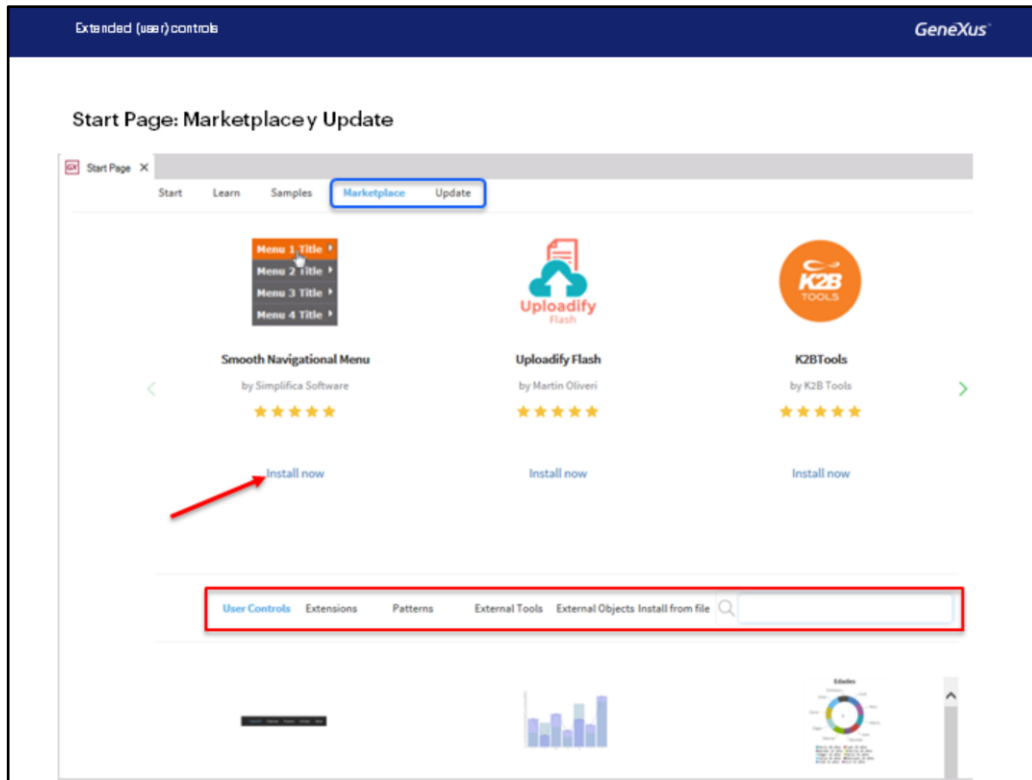 Extended (user) controls
GeneXus™
Start Page: Marketplace y Update
GX Start Page X
Start Learn Samples Marketplace Update
Menu 1 Title
Menu 2 Title
Menu 3 Title
Menu 4 Title
Uploadify
Flash
K2B
TOOLS
Smooth Navigational Menu Uploadify Flash K2BTools
by Simplifica Software by Martin Oliveri by K2B Tools
Install now Install now Install now
User Controls Extensions Patterns External Tools External Objects Install from file
Edades